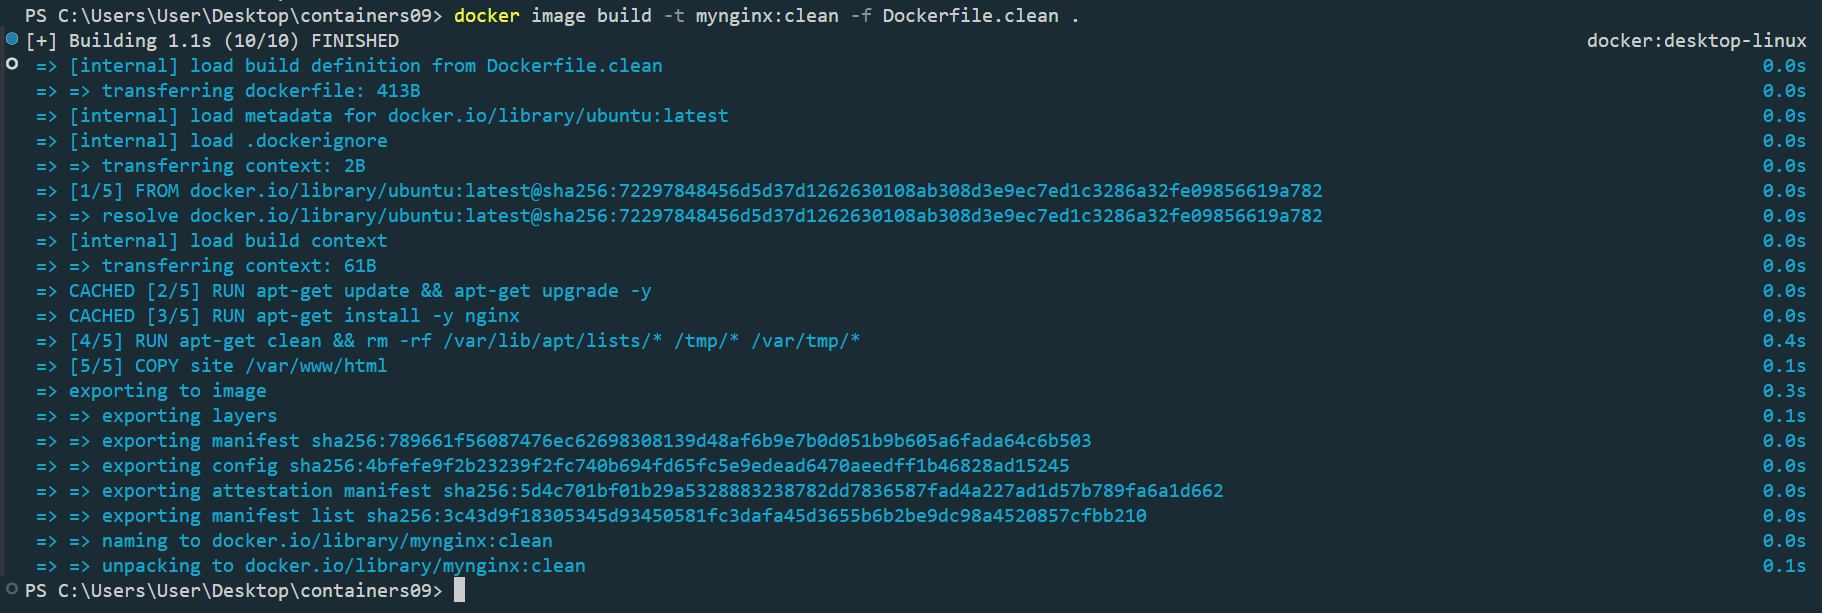 PS C:\Users\User\Desktop\containers09> docker image build -t mynginx:clean -f Dockerfile.clean .
[+] Building 1.1s (10/10) FINISHED docker:desktop-linux
=> [internal] load build definition from Dockerfile.clean 0.0s
=> => transferring dockerfile: 413B 0.0s
=> [internal] load metadata for docker.io/library/ubuntu:latest 0.0s
=> [internal] load .dockerignore 0.0s
=> => transferring context: 2B 0.0s
=> [1/5] FROM docker.io/library/ubuntu:latest@sha256:72297848456d5d37d1262630108ab308d3e9ec7ed1c3286a32fe09856619a782 0.0s
=> => resolve docker.io/library/ubuntu:latest@sha256:72297848456d5d37d1262630108ab308d3e9ec7ed1c3286a32fe09856619a782 0.0s
=> [internal] load build context 0.0s
=> => transferring context: 61B 0.0s
=> CACHED [2/5] RUN apt-get update && apt-get upgrade -y 0.0s
=> CACHED [3/5] RUN apt-get install -y nginx 0.0s
=> [4/5] RUN apt-get clean && rm -rf /var/lib/apt/lists/* /tmp/* /var/tmp/* 0.4s
=> [5/5] COPY site /var/www/html 0.1s
=> exporting to image 0.3s
=> => exporting layers 0.1s
=> => exporting manifest sha256:789661f56087476ec62698308139d48af6b9e7b0d051b9b605a6fada64c6b503 0.0s
=> => exporting config sha256:4bfefe9f2b23239f2fc740b694fd65fc5e9edead6470aeedff1b46828ad15245 0.0s
=> => exporting attestation manifest sha256:5d4c701bf01b29a5328883238782dd7836587fad4a227ad1d57b789fa6a1d662 0.0s
=> => exporting manifest list sha256:3c43d9f18305345d93450581fc3dafa45d3655b6b2be9dc98a4520857cfbb210 0.0s
=> => naming to docker.io/library/mynginx:clean 0.0s
=> => unpacking to docker.io/library/mynginx:clean 0.1s
PS C:\Users\User\Desktop\containers09>